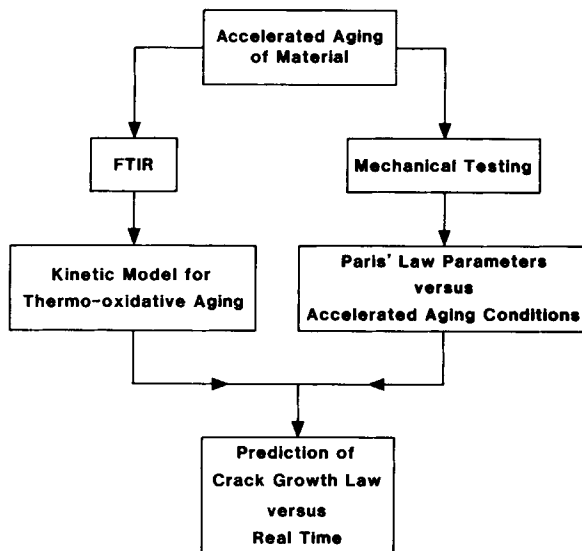 Accelerated Aging
of Material
FTIR
Mechanical Testing
Kinetic Model for
Thermo-oxidative Aging
Paris' Law Parameters
versus
Accelerated Aging Conditions
Prediction of
Crack Growth Law
versus
Real Time